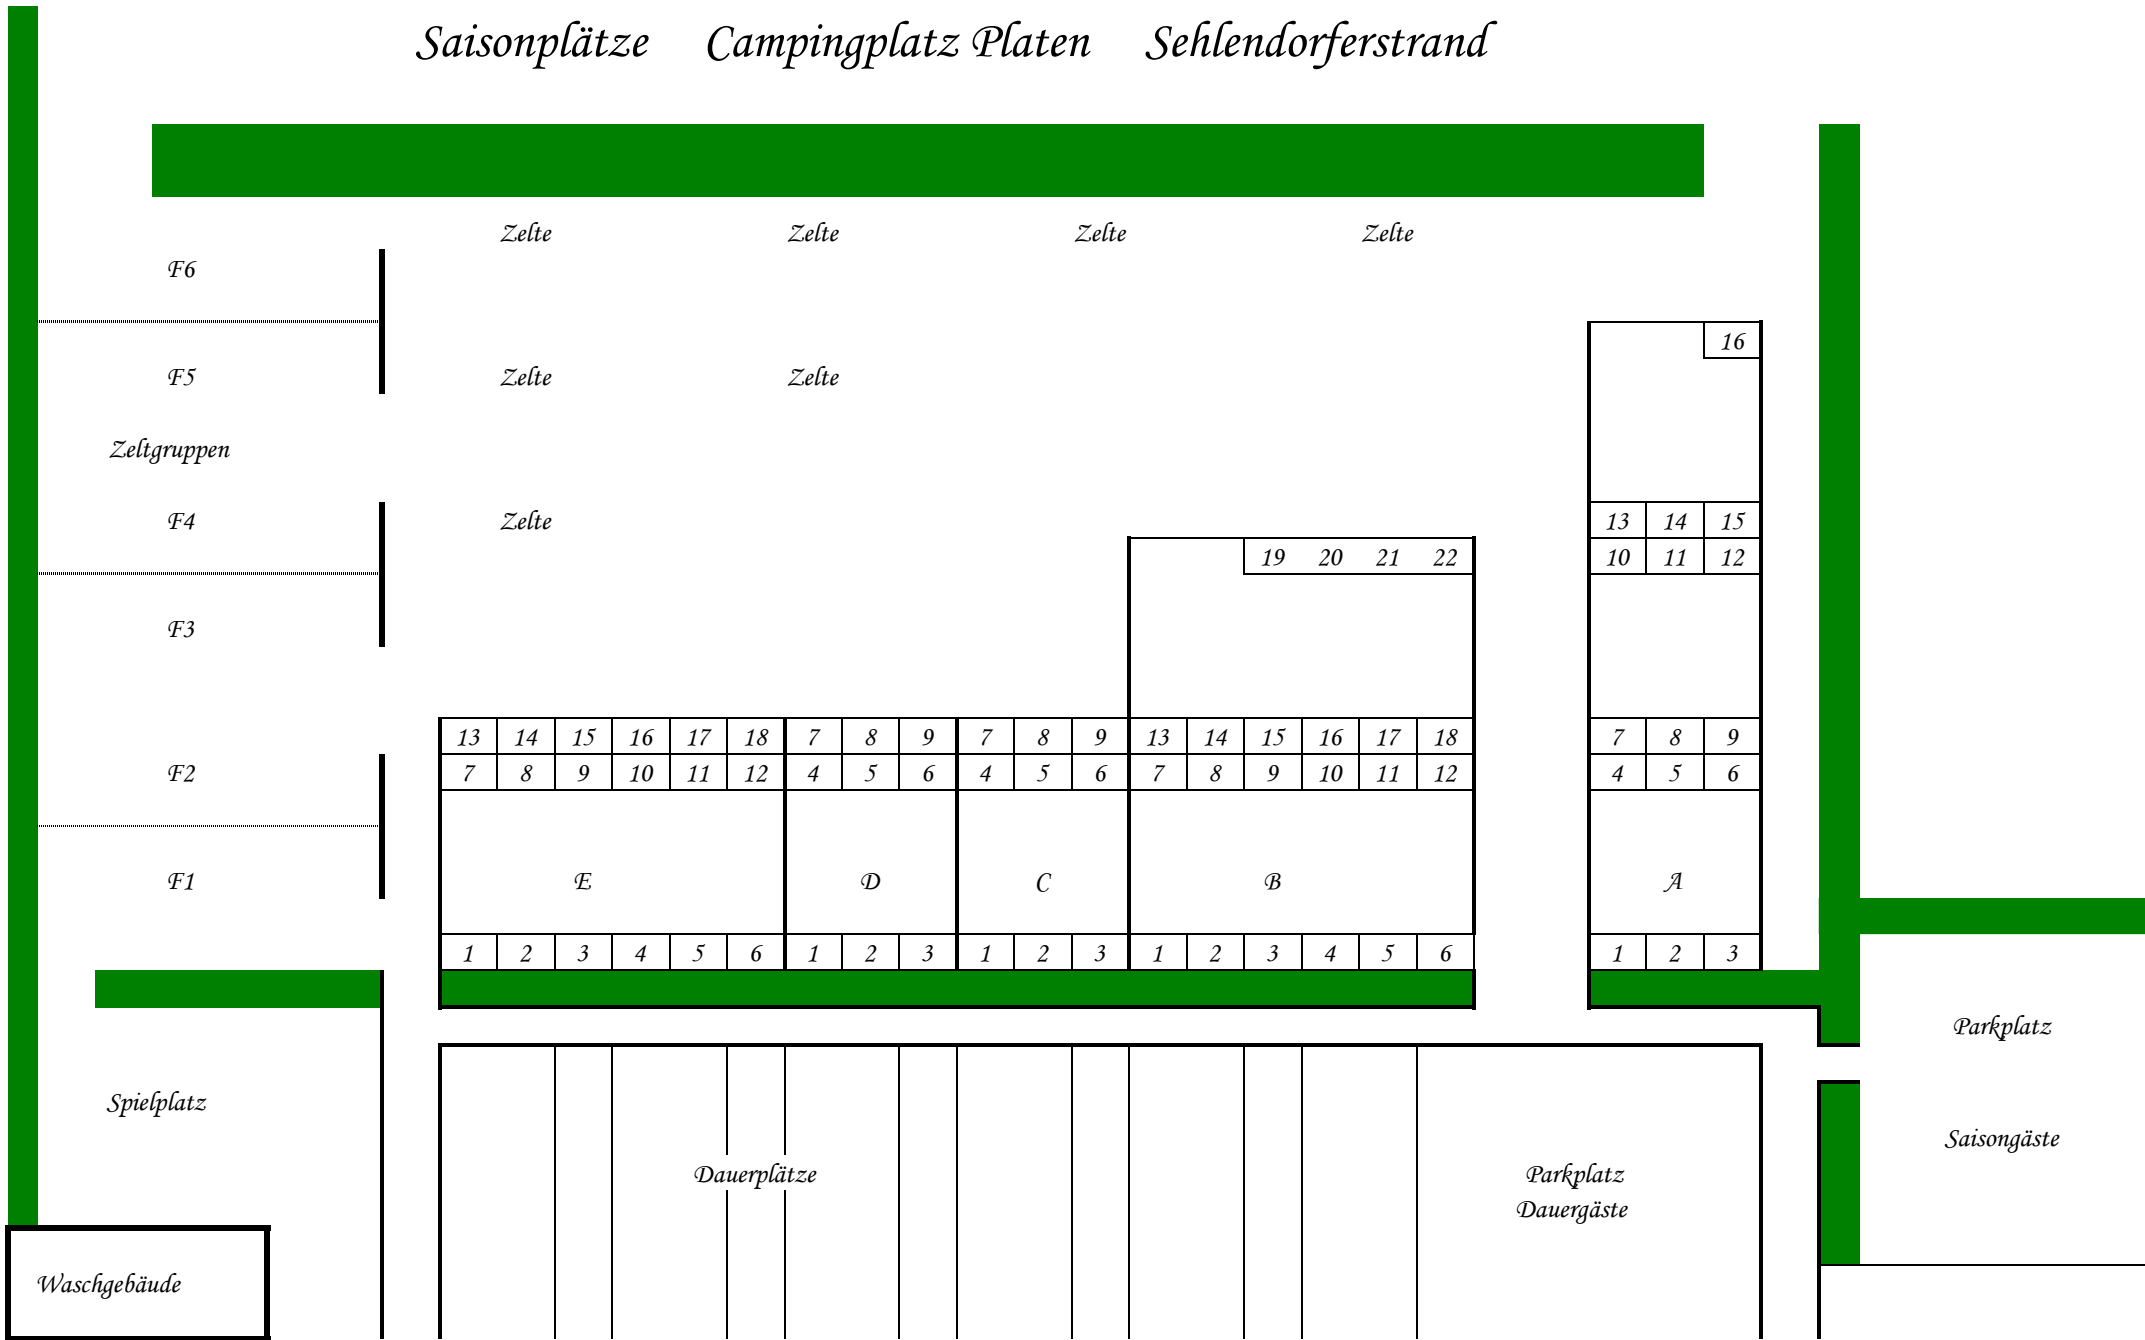 Saisonplätze Campingplatz Platen Sehlendorferstrand
Zelte Zelte Zelte Zelte
F6
16
F5 Zelte Zelte
Zeltgruppen
F4 Zelte 13 14 15
19 20 21 22 10 11 12
F3
13 14 15 16 17 18 7 8 9 7 8 9 13 14 15 16 17 18 7 8 9
F2 7 8 9 10 11 12 4 5 6 4 5 6 7 8 9 10 11 12 4 5 6
F1 E D C B A
1 2 3 4 5 6 1 2 3 1 2 3 1 2 3 4 5 6 1 2 3
Parkplatz
Spielplatz
Saisongäste
Dauerplätze Parkplatz
Dauergäste
Waschgebäude